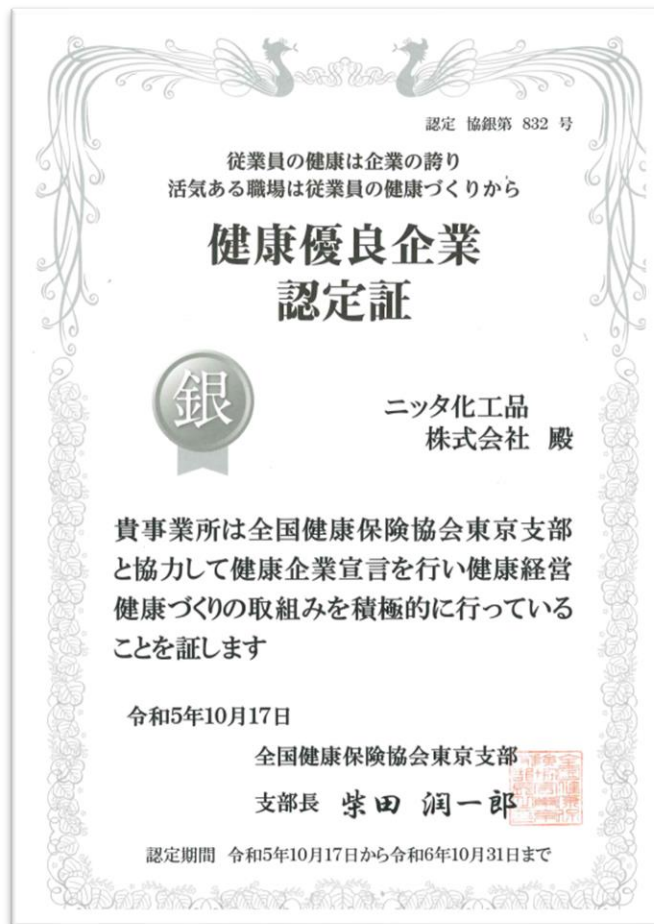 認定 協銀第 832 号
従業員の健康は企業の誇り
活気ある職場は従業員の健康づくりから
健康優良企業
認定証
銀
ニッタ化工品
株式会社 殿
貴事業所は全国健康保険協会東京支部
と協力して健康企業宣言を行い健康経営
健康づくりの取組みを積極的に行っている
ことを証します
令和5年10月17日
全国健康保険協会東京支部
支部長 柴田 潤一郎
認定期間 令和5年10月17日から令和6年10月31日まで